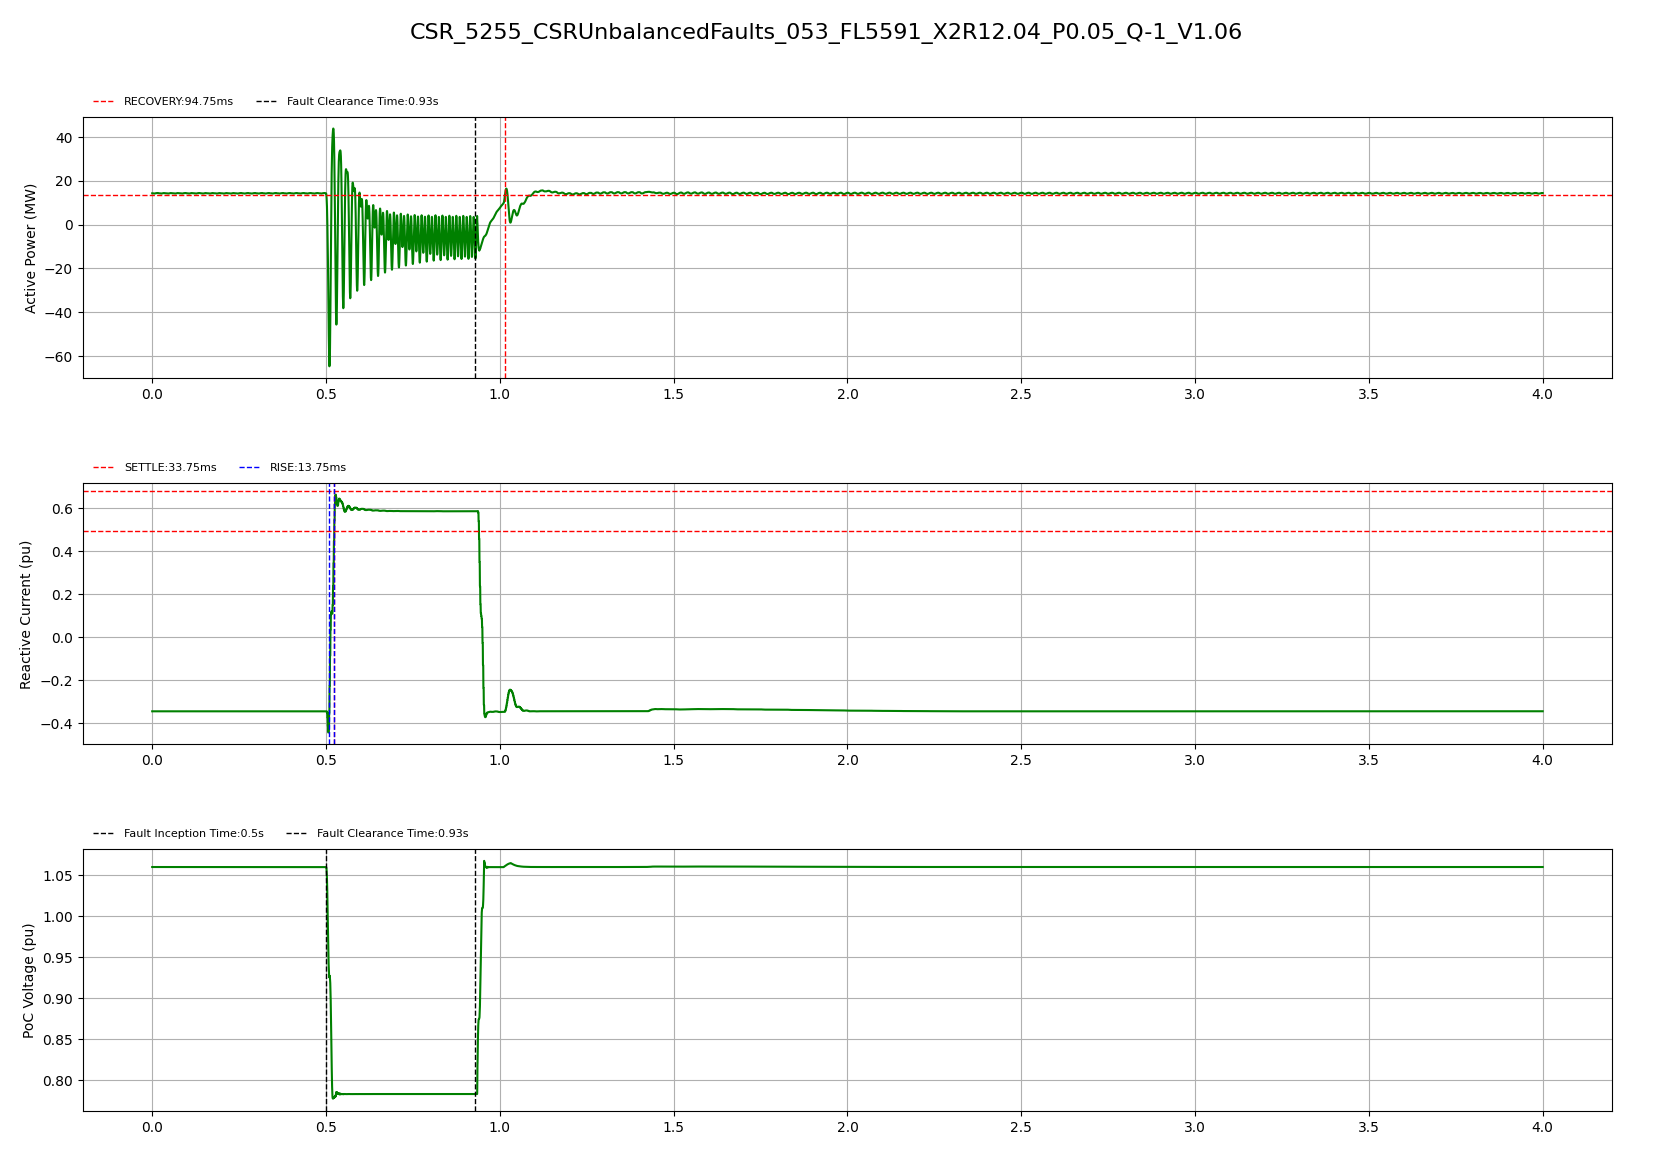 CSR_5255_CSRUnbalancedFaults_053_FL5591_X2R12.04_P0.05_Q-1_V1.06
RECOVERY:94.75ms Fault Clearance Time:0.93s
40
20
0
−20
−40
−60
Active Power (MW)
0.0 0.5 1.0 1.5 2.0 2.5 3.0 3.5 4.0
SETTLE:33.75ms RISE:13.75ms
0.6
0.4
0.2
0.0
−0.2
−0.4
Reactive Current (pu)
0.0 0.5 1.0 1.5 2.0 2.5 3.0 3.5 4.0
Fault Inception Time:0.5s Fault Clearance Time:0.93s
1.05
1.00
0.95
0.90
0.85
0.80
PoC Voltage (pu)
0.0 0.5 1.0 1.5 2.0 2.5 3.0 3.5 4.0